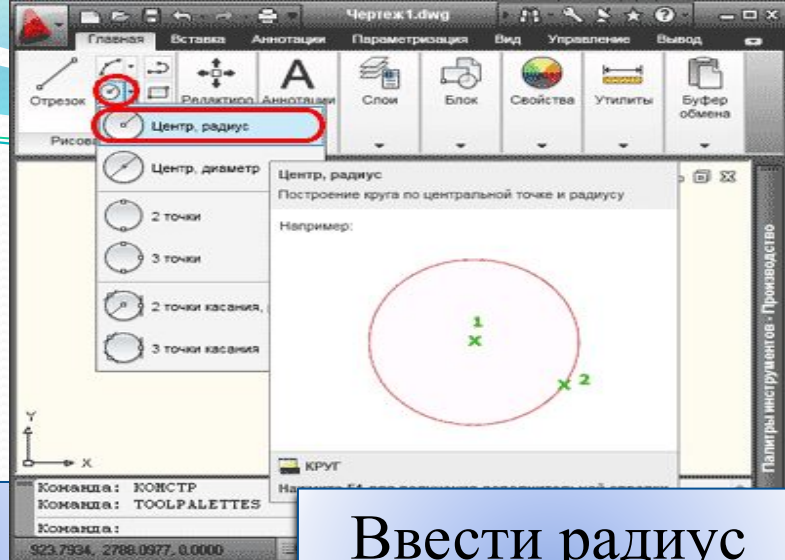 Чертеж1.dwg
Главная Вставка Аннотации Параметризация Вид Управление Вывод
Отрезок Редактиро Аннотации Слои Блок Свойства Утилиты Буфер обмена
Рисов
Центр, радиус
Центр, диаметр
2 точки
3 точки
2 точки касания,
3 точки касания
Центр, радиус
Построение круга по центральной точке и радиусу
Например:
1
2
КРУГ
Палитры инструментов - Производство
Y
X
Команда: КОНСТР
Команда: TOOLPALETTES
Команда:
923.7934, 2788.0977, 0.0000
Ввести радиус